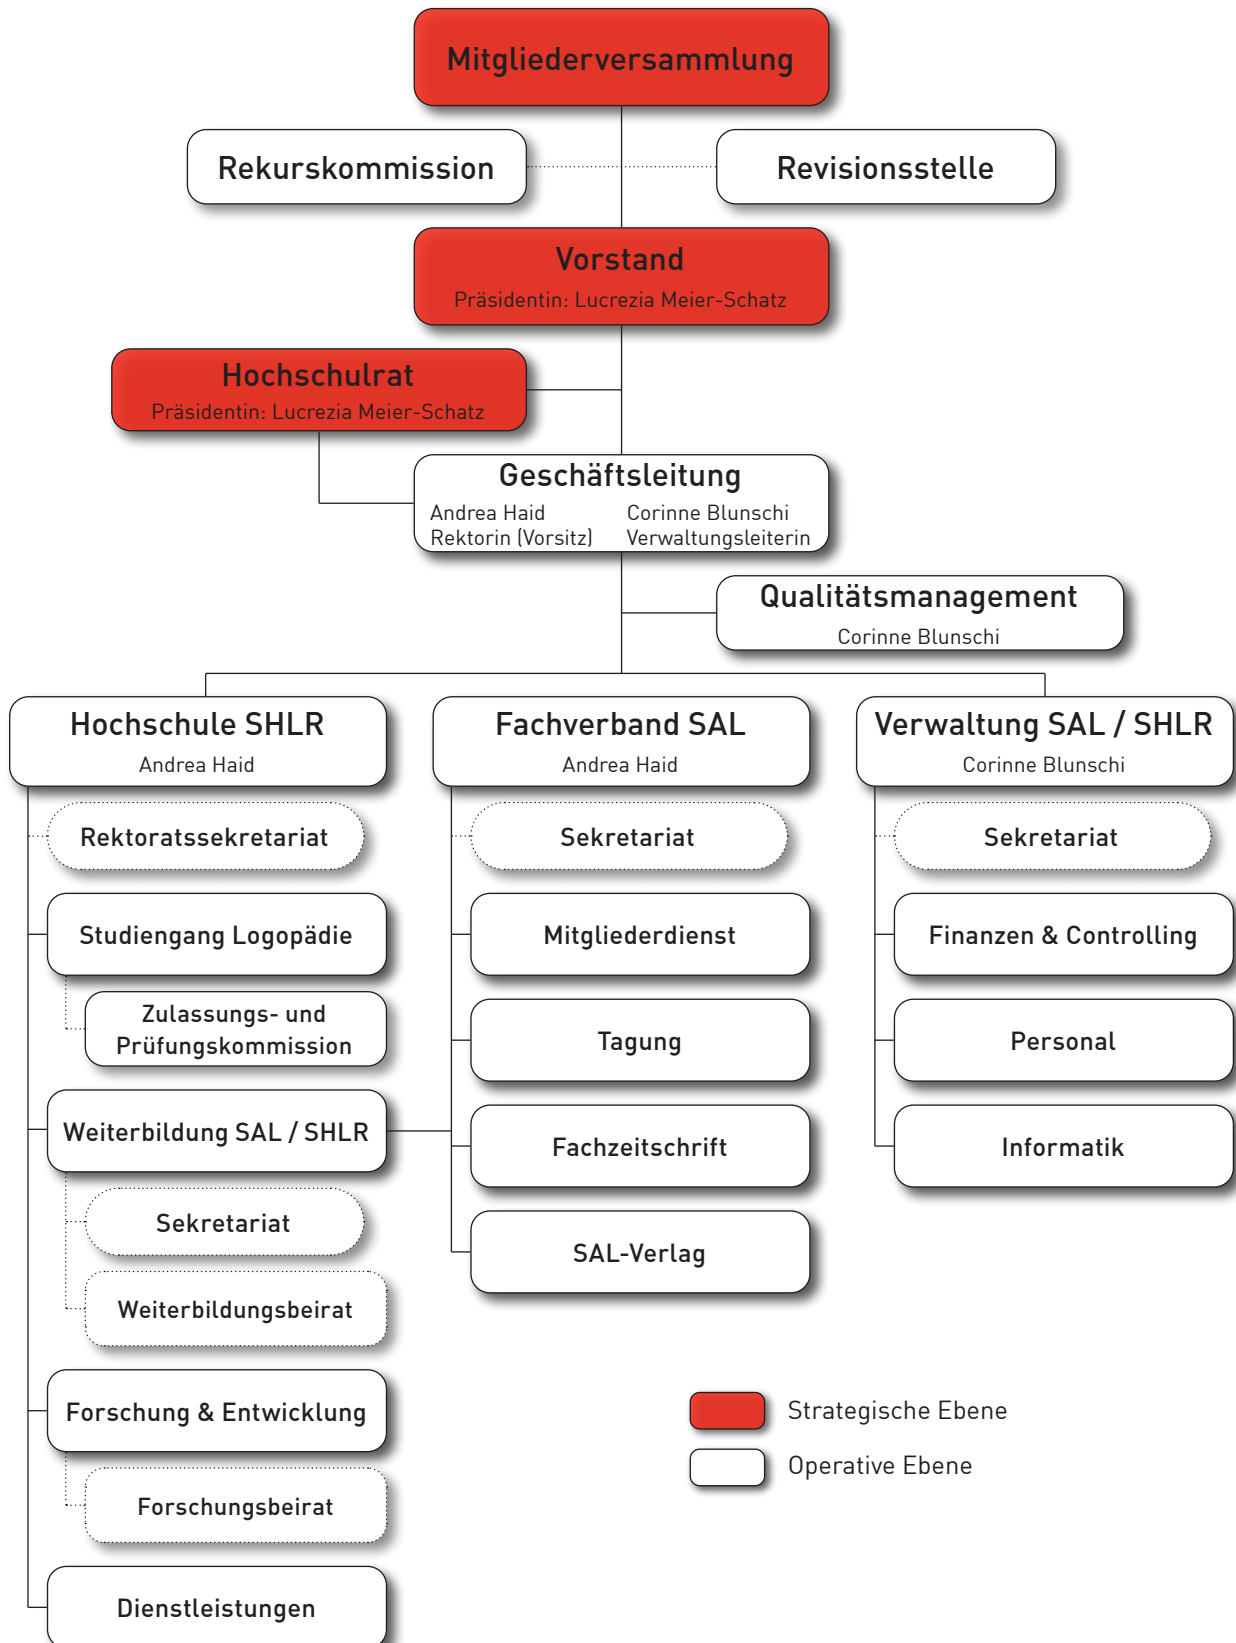 Mitgliederversammlung
Rekurskommission
Revisionsstelle
Vorstand
Präsidentin: Lucrezia Meier-Schatz
Hochschulrat
Präsidentin: Lucrezia Meier-Schatz
Geschäftsleitung
Andrea Haid
Rektorin (Vorsitz)
Corinne Blunschi
Verwaltungsleiterin
Qualitätsmanagement
Corinne Blunschi
Hochschule SHLR
Andrea Haid
Rektoratssekretariat
Studiengang Logopädie
Zulassungs- und
Prüfungskommission
Weiterbildung SAL / SHLR
Sekretariat
Weiterbildungsbeirat
Forschung & Entwicklung
Forschungsbeirat
Dienstleistungen
Fachverband SAL
Andrea Haid
Sekretariat
Mitgliederdienst
Tagung
Fachzeitschrift
SAL-Verlag
Verwaltung SAL / SHLR
Corinne Blunschi
Sekretariat
Finanzen & Controlling
Personal
Informatik
Strategische Ebene
Operative Ebene